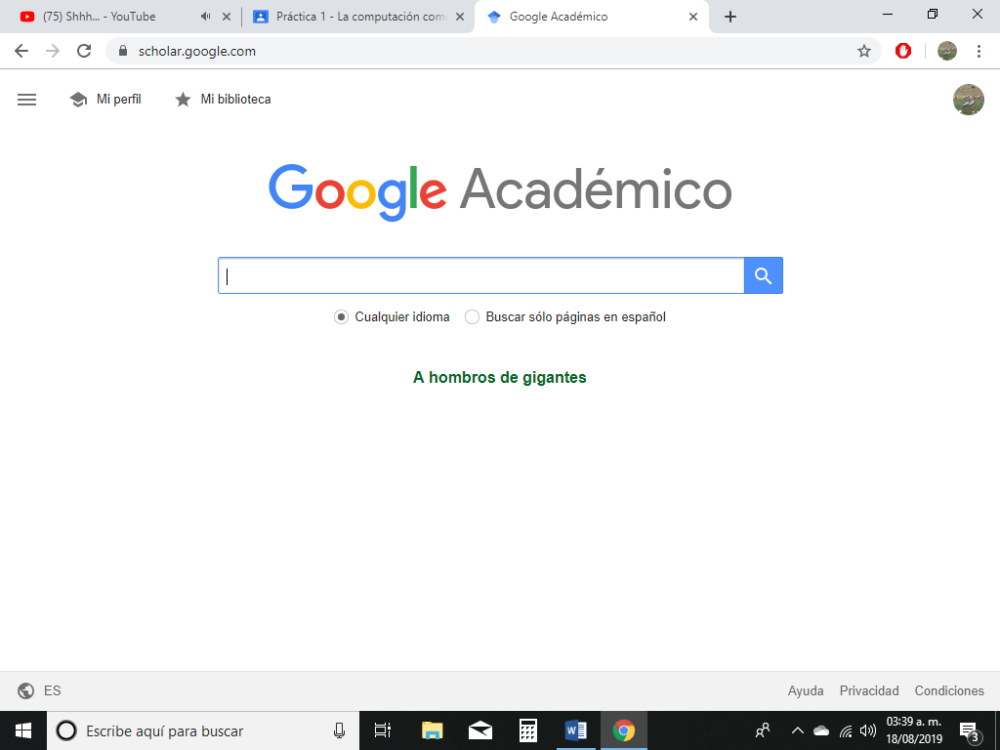 (75) Shhh... - YouTube
Práctica 1 - La computación com
Google Académico
scholar.google.com
Mi perfil
Mi biblioteca
Google Académico
Cualquier idioma
Buscar sólo páginas en español
A hombros de gigantes
ES
Ayuda
Privacidad
Condiciones
Escribe aquí para buscar
03:39 a. m.
18/08/2019
3